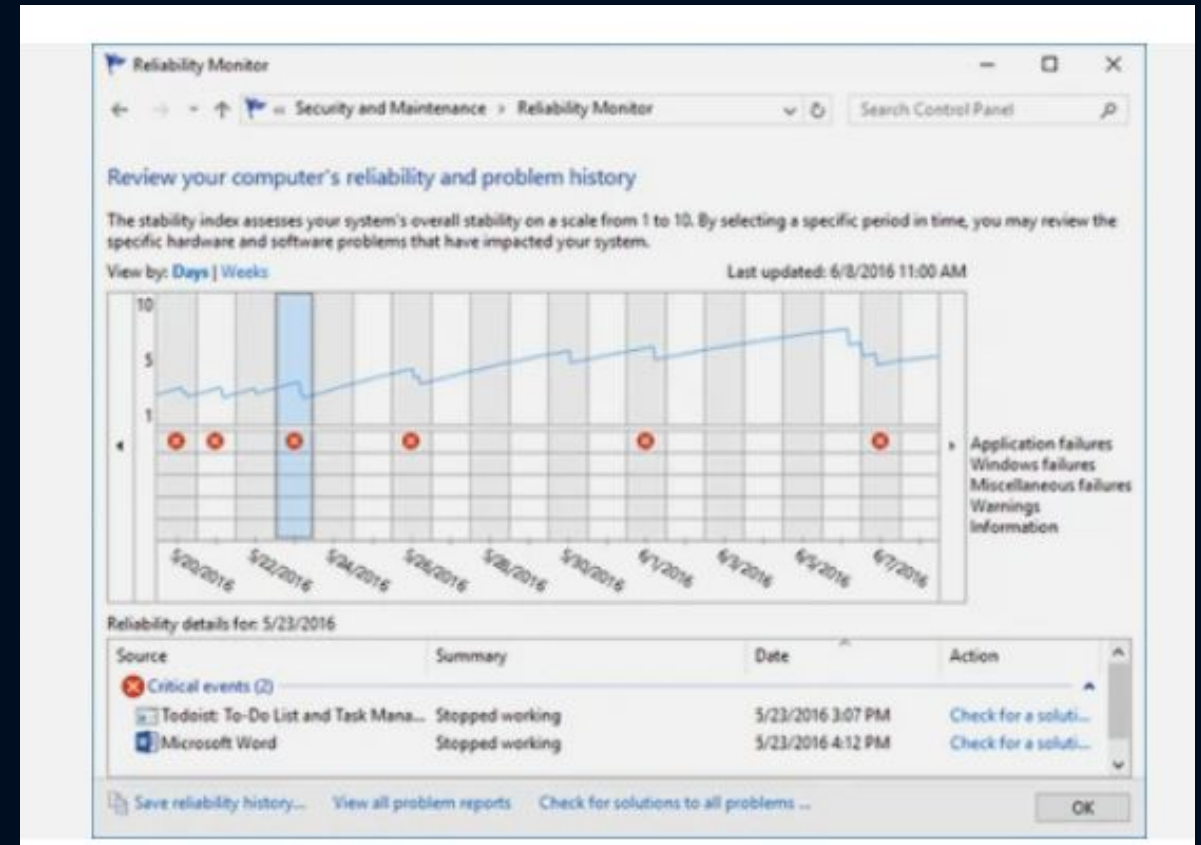 Reliability Monitor
Security and Maintenance > Reliability Monitor
Search Control Panel
Review your computer's reliability and problem history
The stability index assesses your system's overall stability on a scale from 1 to 10. By selecting a specific period in time, you may review the
specific hardware and software problems that have impacted your system.
View by: Days | Weeks
Last updated: 6/8/2016 11:00 AM
10
5
1
Application failures
Windows failures
Miscellaneous failures
Warnings
Information
5/20/2016 5/22/2016 5/24/2016 5/26/2016 5/28/2016 5/30/2016 6/1/2016 6/3/2016 6/5/2016 6/7/2016
Reliability details for: 5/23/2016
Source Summary Date Action
Critical events (2)
Todoist: To-Do List and Task Mana... Stopped working 5/23/2016 3:07 PM Check for a soluti...
Microsoft Word Stopped working 5/23/2016 4:12 PM Check for a soluti...
Save reliability history... View all problem reports Check for solutions to all problems ...
OK